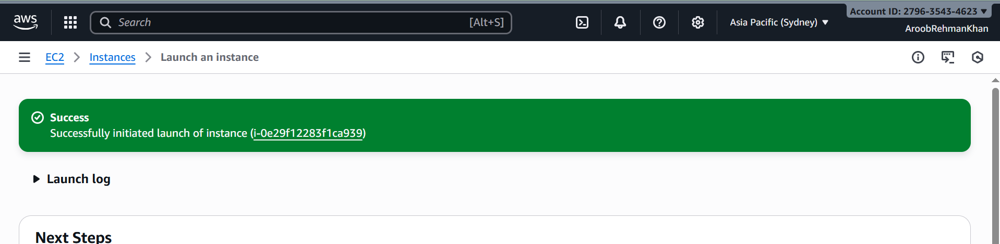 aws
Search
[Alt+S]
Asia Pacific (Sydney)
Account ID: 2796-3543-4623
AroobRehmanKhan
EC2
Instances
Launch an instance
Success
Successfully initiated launch of instance (i-0e29f12283f1ca939)
Launch log
Next Steps